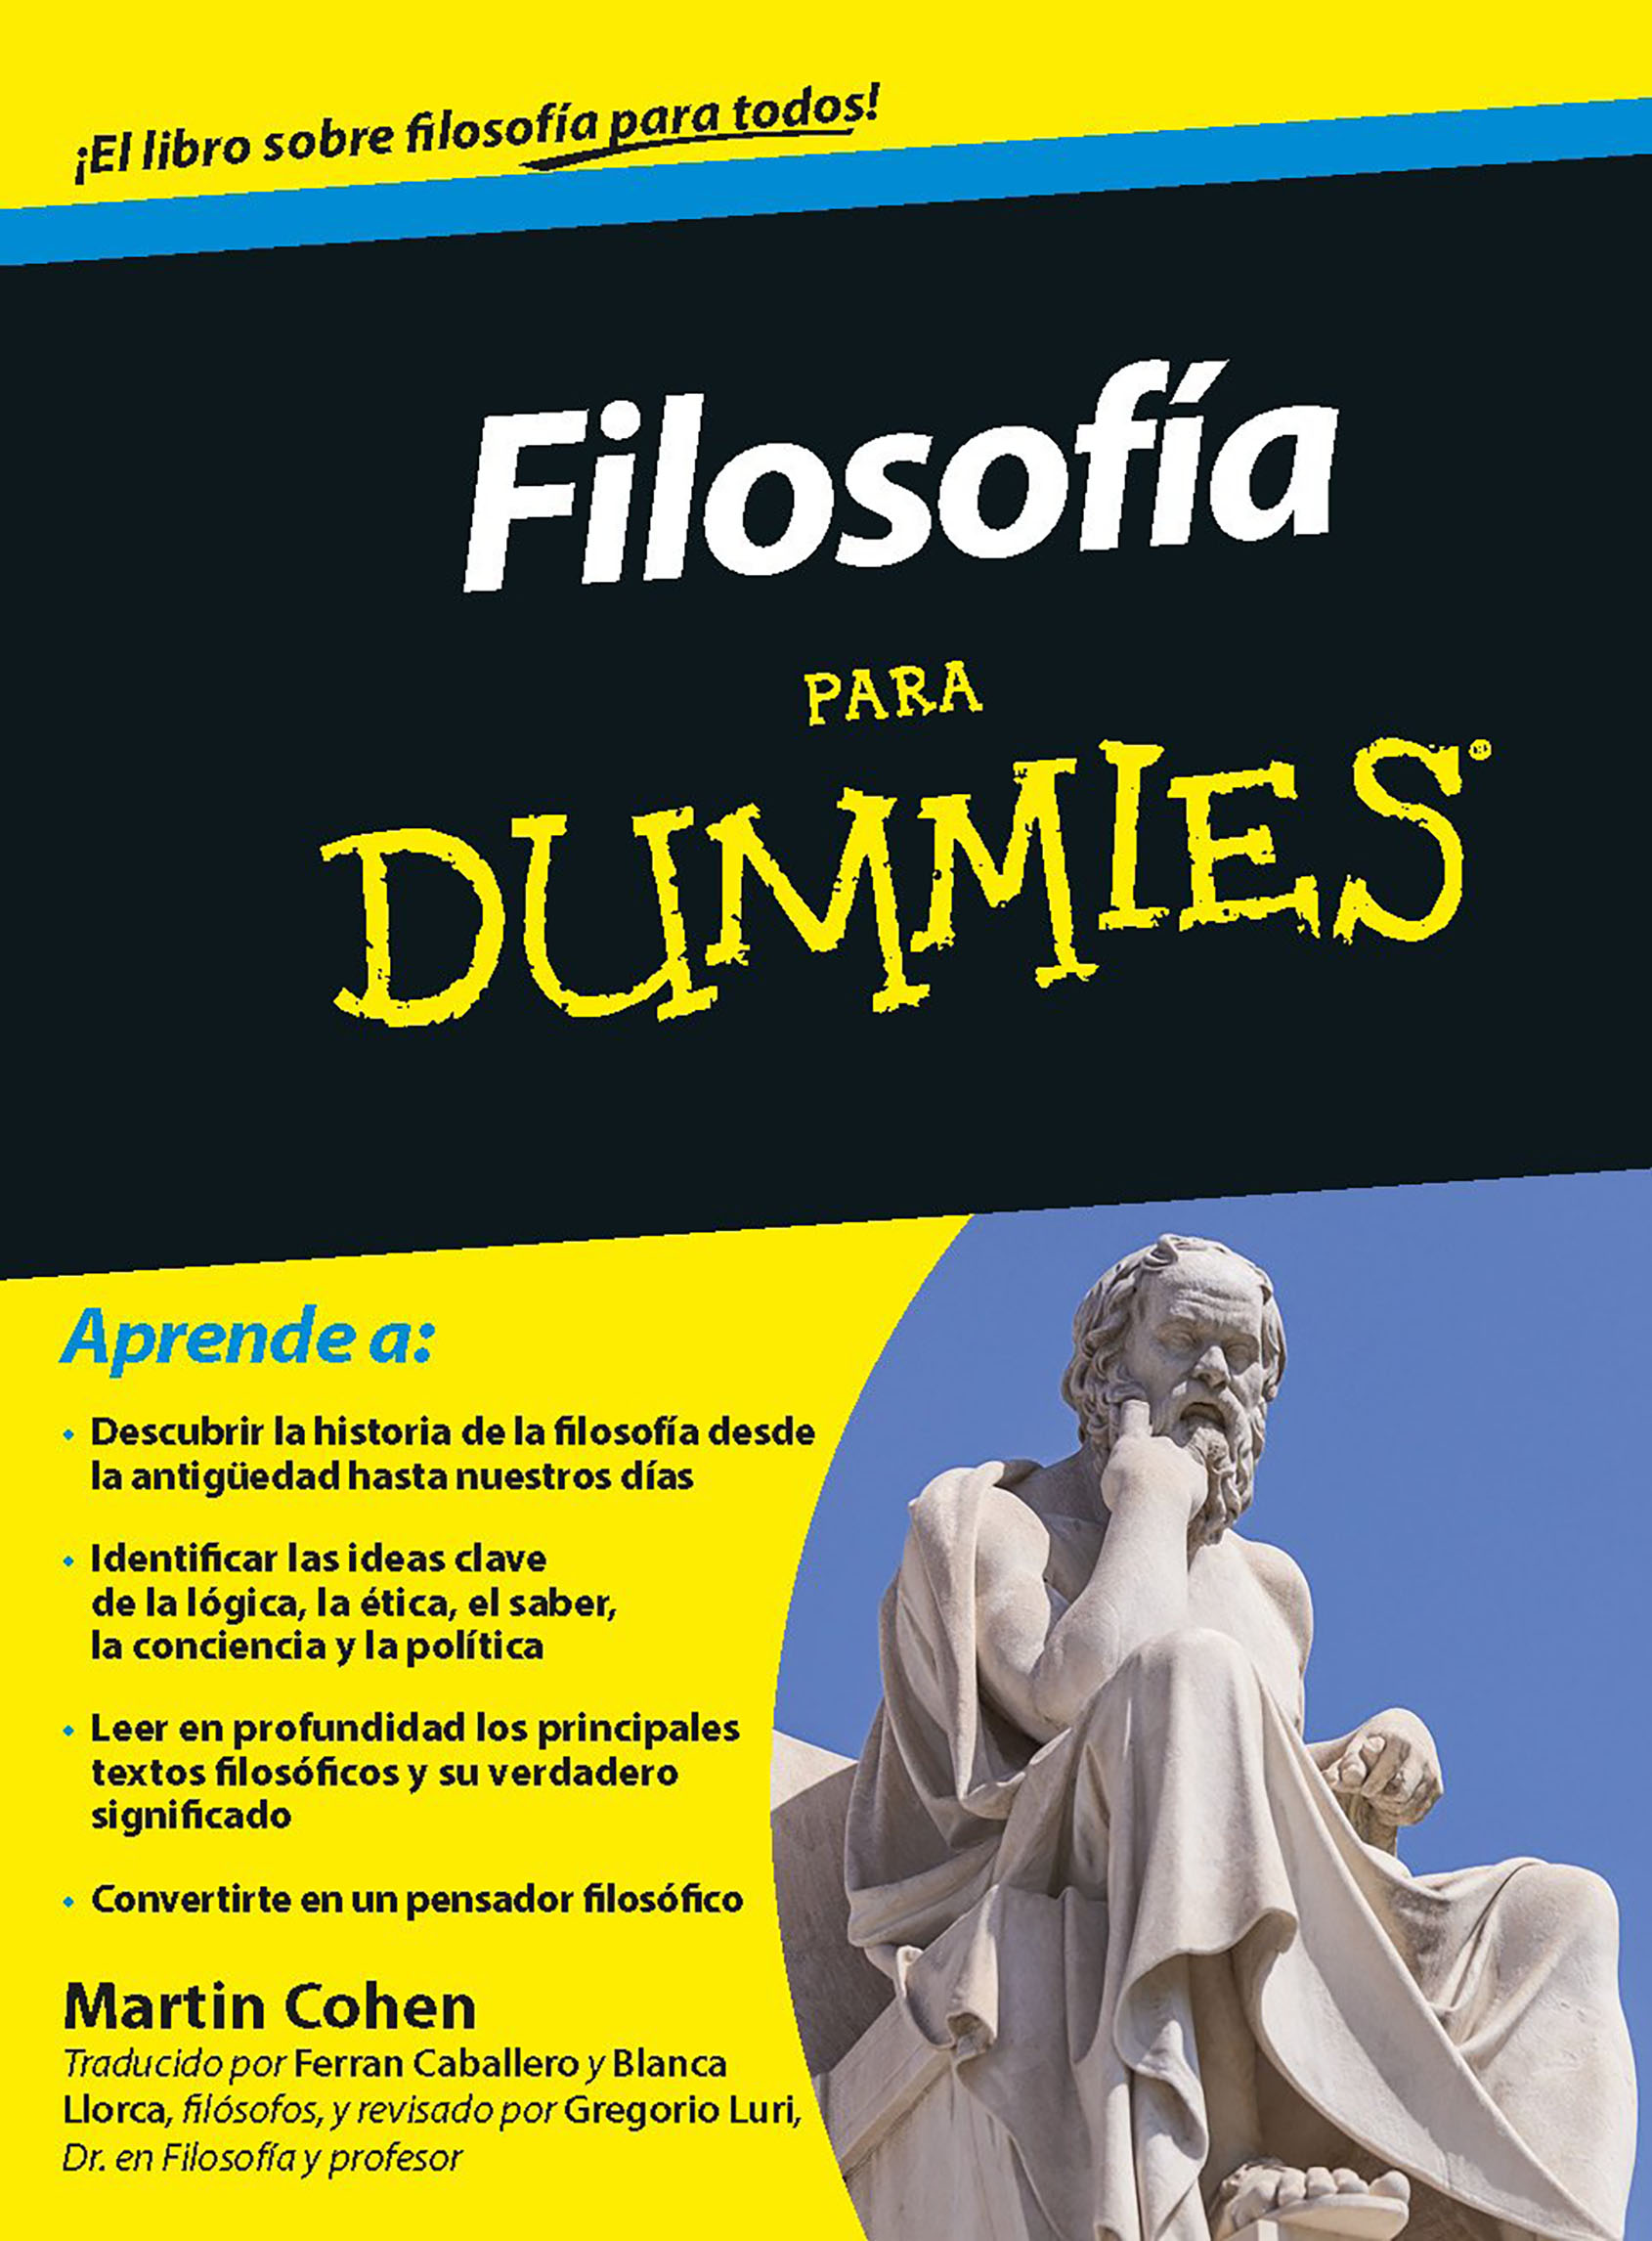 ¡El libro sobre filosofía para todos!
Filosofía
PARA
DUMMIES®
Aprende a:
• Descubrir la historia de la filosofía desde
la antigüedad hasta nuestros días
• Identificar las ideas clave
de la lógica, la ética, el saber,
la conciencia y la política
• Leer en profundidad los principales
textos filosóficos y su verdadero
significado
• Convertirte en un pensador filosófico
Martin Cohen
Traducido por Ferran Caballero y Blanca
Llorca, filósofos, y revisado por Gregorio Luri,
Dr. en Filosofía y profesor